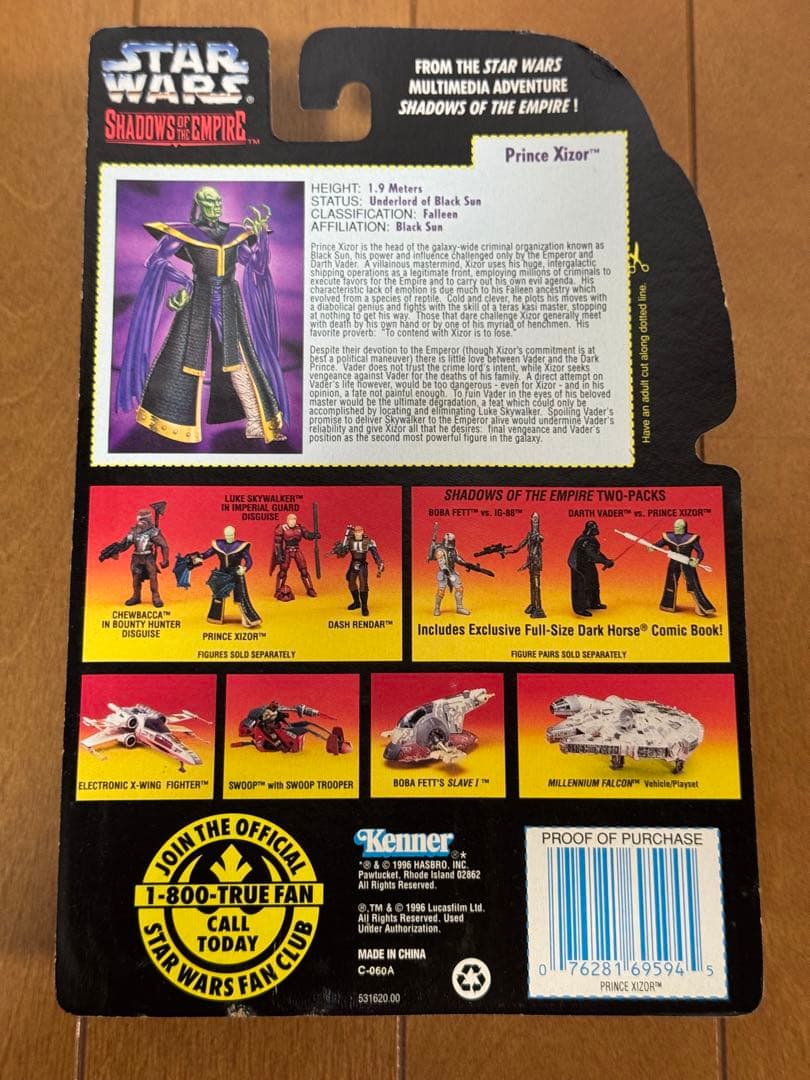 STAR
WARS®
SHADOWS OF THE EMPIRE™
FROM THE STAR WARS
MULTIMEDIA ADVENTURE
SHADOWS OF THE EMPIRE!
Prince Xizor™
HEIGHT: 1.9 Meters
STATUS: Underlord of Black Sun
CLASSIFICATION: Falleen
AFFILIATION: Black Sun
Prince Xizor is the head of the galaxy-wide criminal organization known as
Black Sun, his power and influence challenged only by the Emperor and
Darth Vader. A villainous mastermind, Xizor uses his huge, intergalactic
shipping operations as a legitimate front, employing millions of criminals to
execute favors for the Empire and to carry out his own evil agenda. His
characteristic lack of emotion is due much to his Falleen ancestry which
evolved from a species of reptile. Cold and clever, he plots his moves with
a diabolical genius and fights with the skill of a teras kasi master, stopping
at nothing to get his way. Those that dare challenge Xizor generally meet
with death by his own hand or by one of his myriad of henchmen. His
favorite proverb: "To contend with Xizor is to lose."
Despite their devotion to the Emperor (though Xizor's commitment is at
best a political maneuver) there is little love between Vader and the Dark
Prince. Vader does not trust the crime lord's intent, while Xizor seeks
vengeance against Vader for the deaths of his family. A direct attempt on
Vader's life however, would be too dangerous - even for Xizor - and in his
opinion, a fate not painful enough. To ruin Vader in the eyes of his beloved
master would be the ultimate degradation, a feat which could only be
accomplished by locating and eliminating Luke Skywalker. Spoiling Vader's
promise to deliver Skywalker to the Emperor alive would undermine Vader's
reliability and give Xizor all that he desires: final vengeance and Vader's
position as the second most powerful figure in the galaxy.
Have an adult cut along dotted line.
LUKE SKYWALKER™
IN IMPERIAL GUARD
DISGUISE
CHEWBACCA™
IN BOUNTY HUNTER
DISGUISE
PRINCE XIZOR™
DASH RENDAR™
FIGURES SOLD SEPARATELY
SHADOWS OF THE EMPIRE TWO-PACKS
BOBA FETT™ vs. IG-88™
DARTH VADER™ vs. PRINCE XIZOR™
Includes Exclusive Full-Size Dark Horse® Comic Book!
FIGURE PAIRS SOLD SEPARATELY
ELECTRONIC X-WING FIGHTER™
SWOOP™ with SWOOP TROOPER
BOBA FETT'S SLAVE I™
MILLENNIUM FALCON™ Vehicle/Playset
JOIN THE OFFICIAL
1-800-TRUE FAN
CALL
TODAY
STAR WARS FAN CLUB
Kenner®*
*® & © 1996 HASBRO, INC.
Pawtucket, Rhode Island 02862
All Rights Reserved.
®,TM & © 1996 Lucasfilm Ltd.
All Rights Reserved. Used
Under Authorization.
MADE IN CHINA
C-060A
531620.00
PROOF OF PURCHASE
0 76281 69594 5
PRINCE XIZOR™